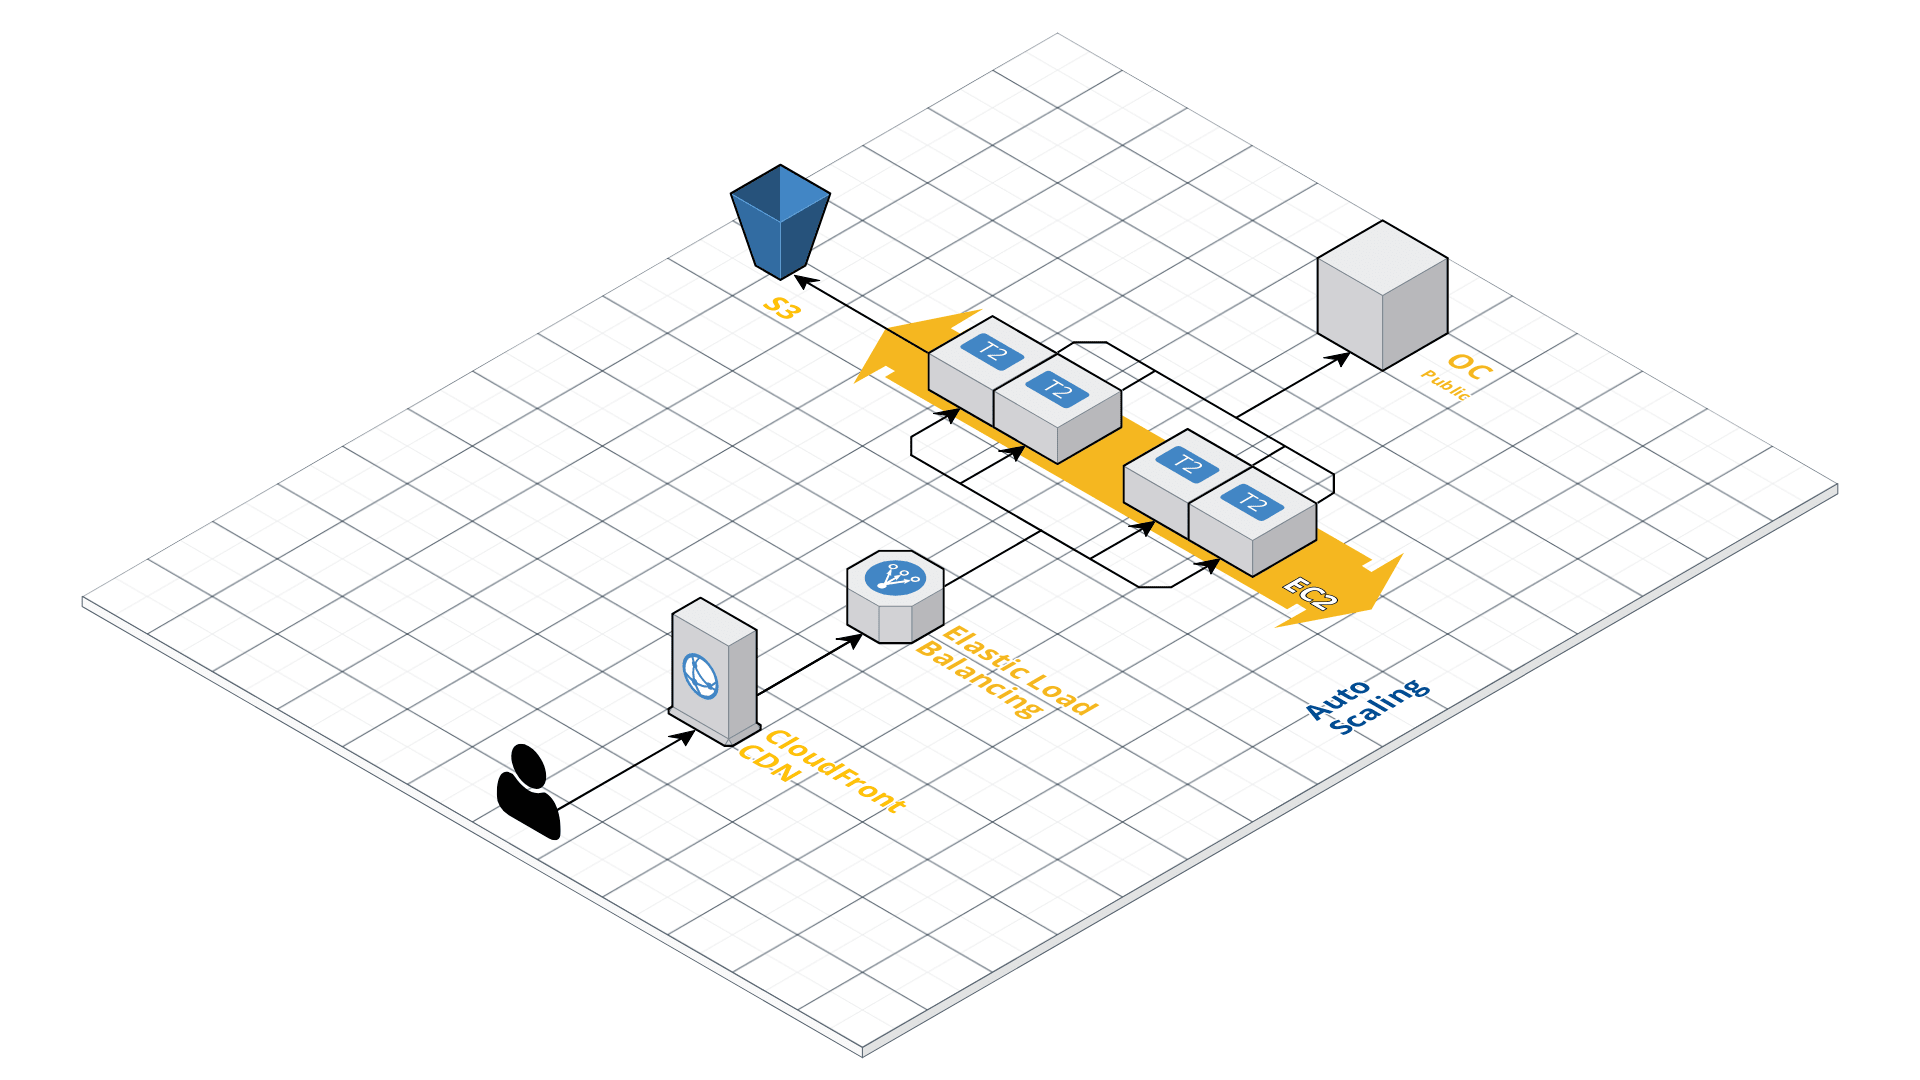 S3
T2
T2
OC
Public
T2
T2
EC2
Elastic Load
Balancing
Auto
Scaling
CloudFront
CDN